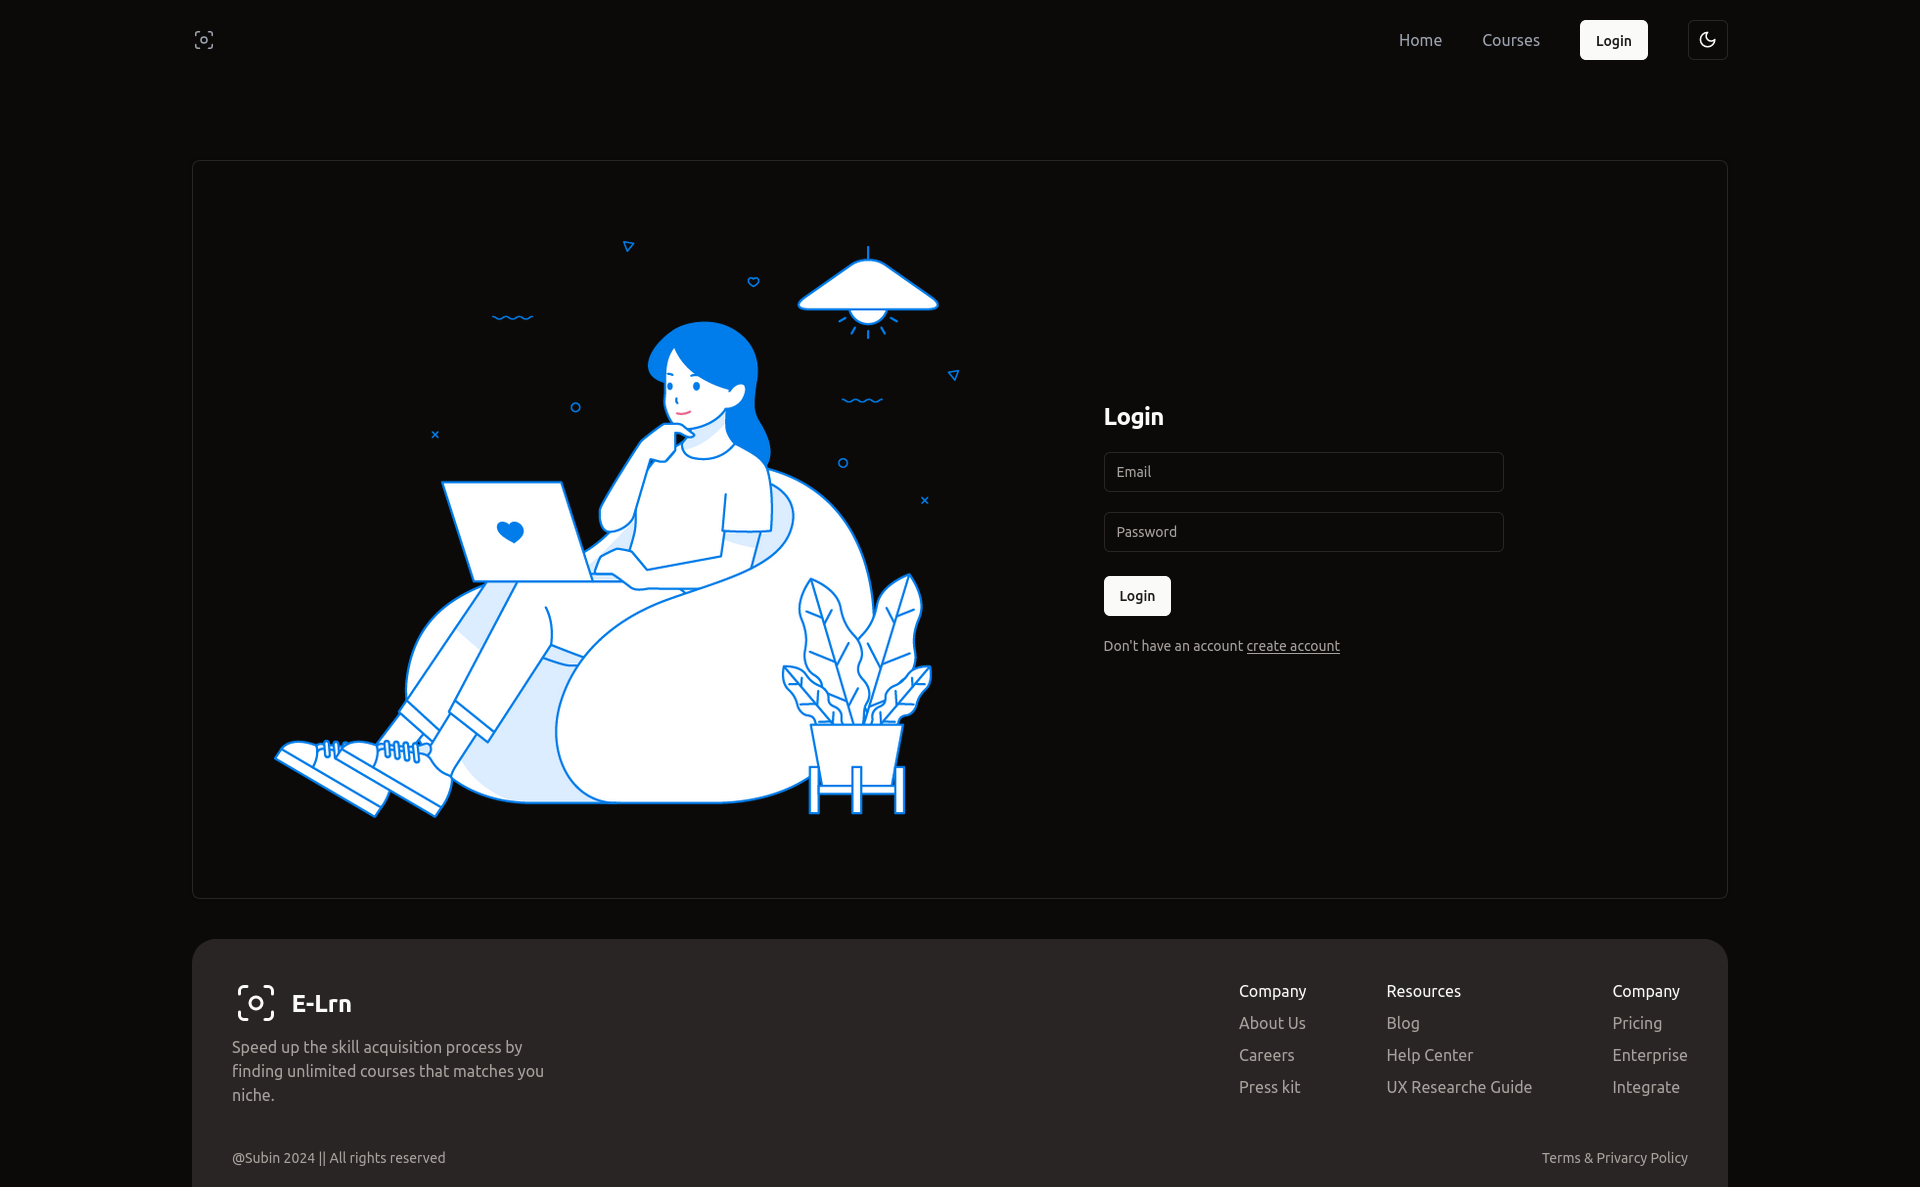 Home
Courses
Login
Login
Email
Password
Login
Don't have an account create account
E-Lrn
Speed up the skill acquisition process by
finding unlimited courses that matches you
niche.
Company
About Us
Careers
Press kit
Resources
Blog
Help Center
UX Researche Guide
Company
Pricing
Enterprise
Integrate
@Subin 2024 || All rights reserved
Terms & Privarcy Policy